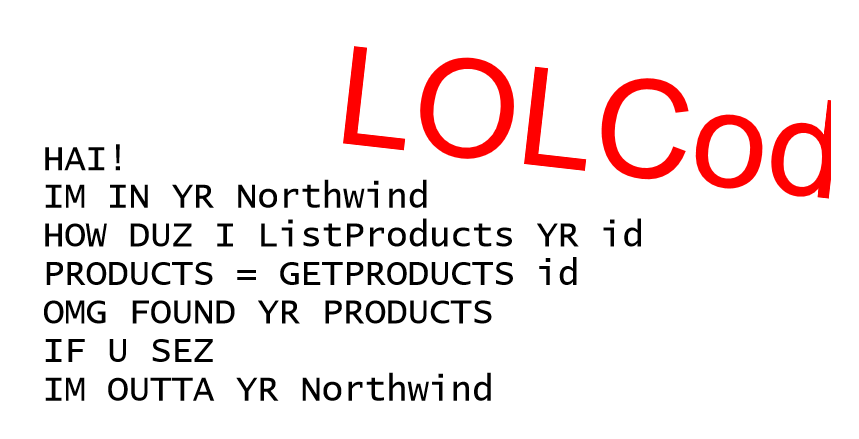 LOLCod
HAI!
IM IN YR Northwind
HOW DUZ I ListProducts YR id
PRODUCTS = GETPRODUCTS id
OMG FOUND YR PRODUCTS
IF U SEZ
IM OUTTA YR Northwind